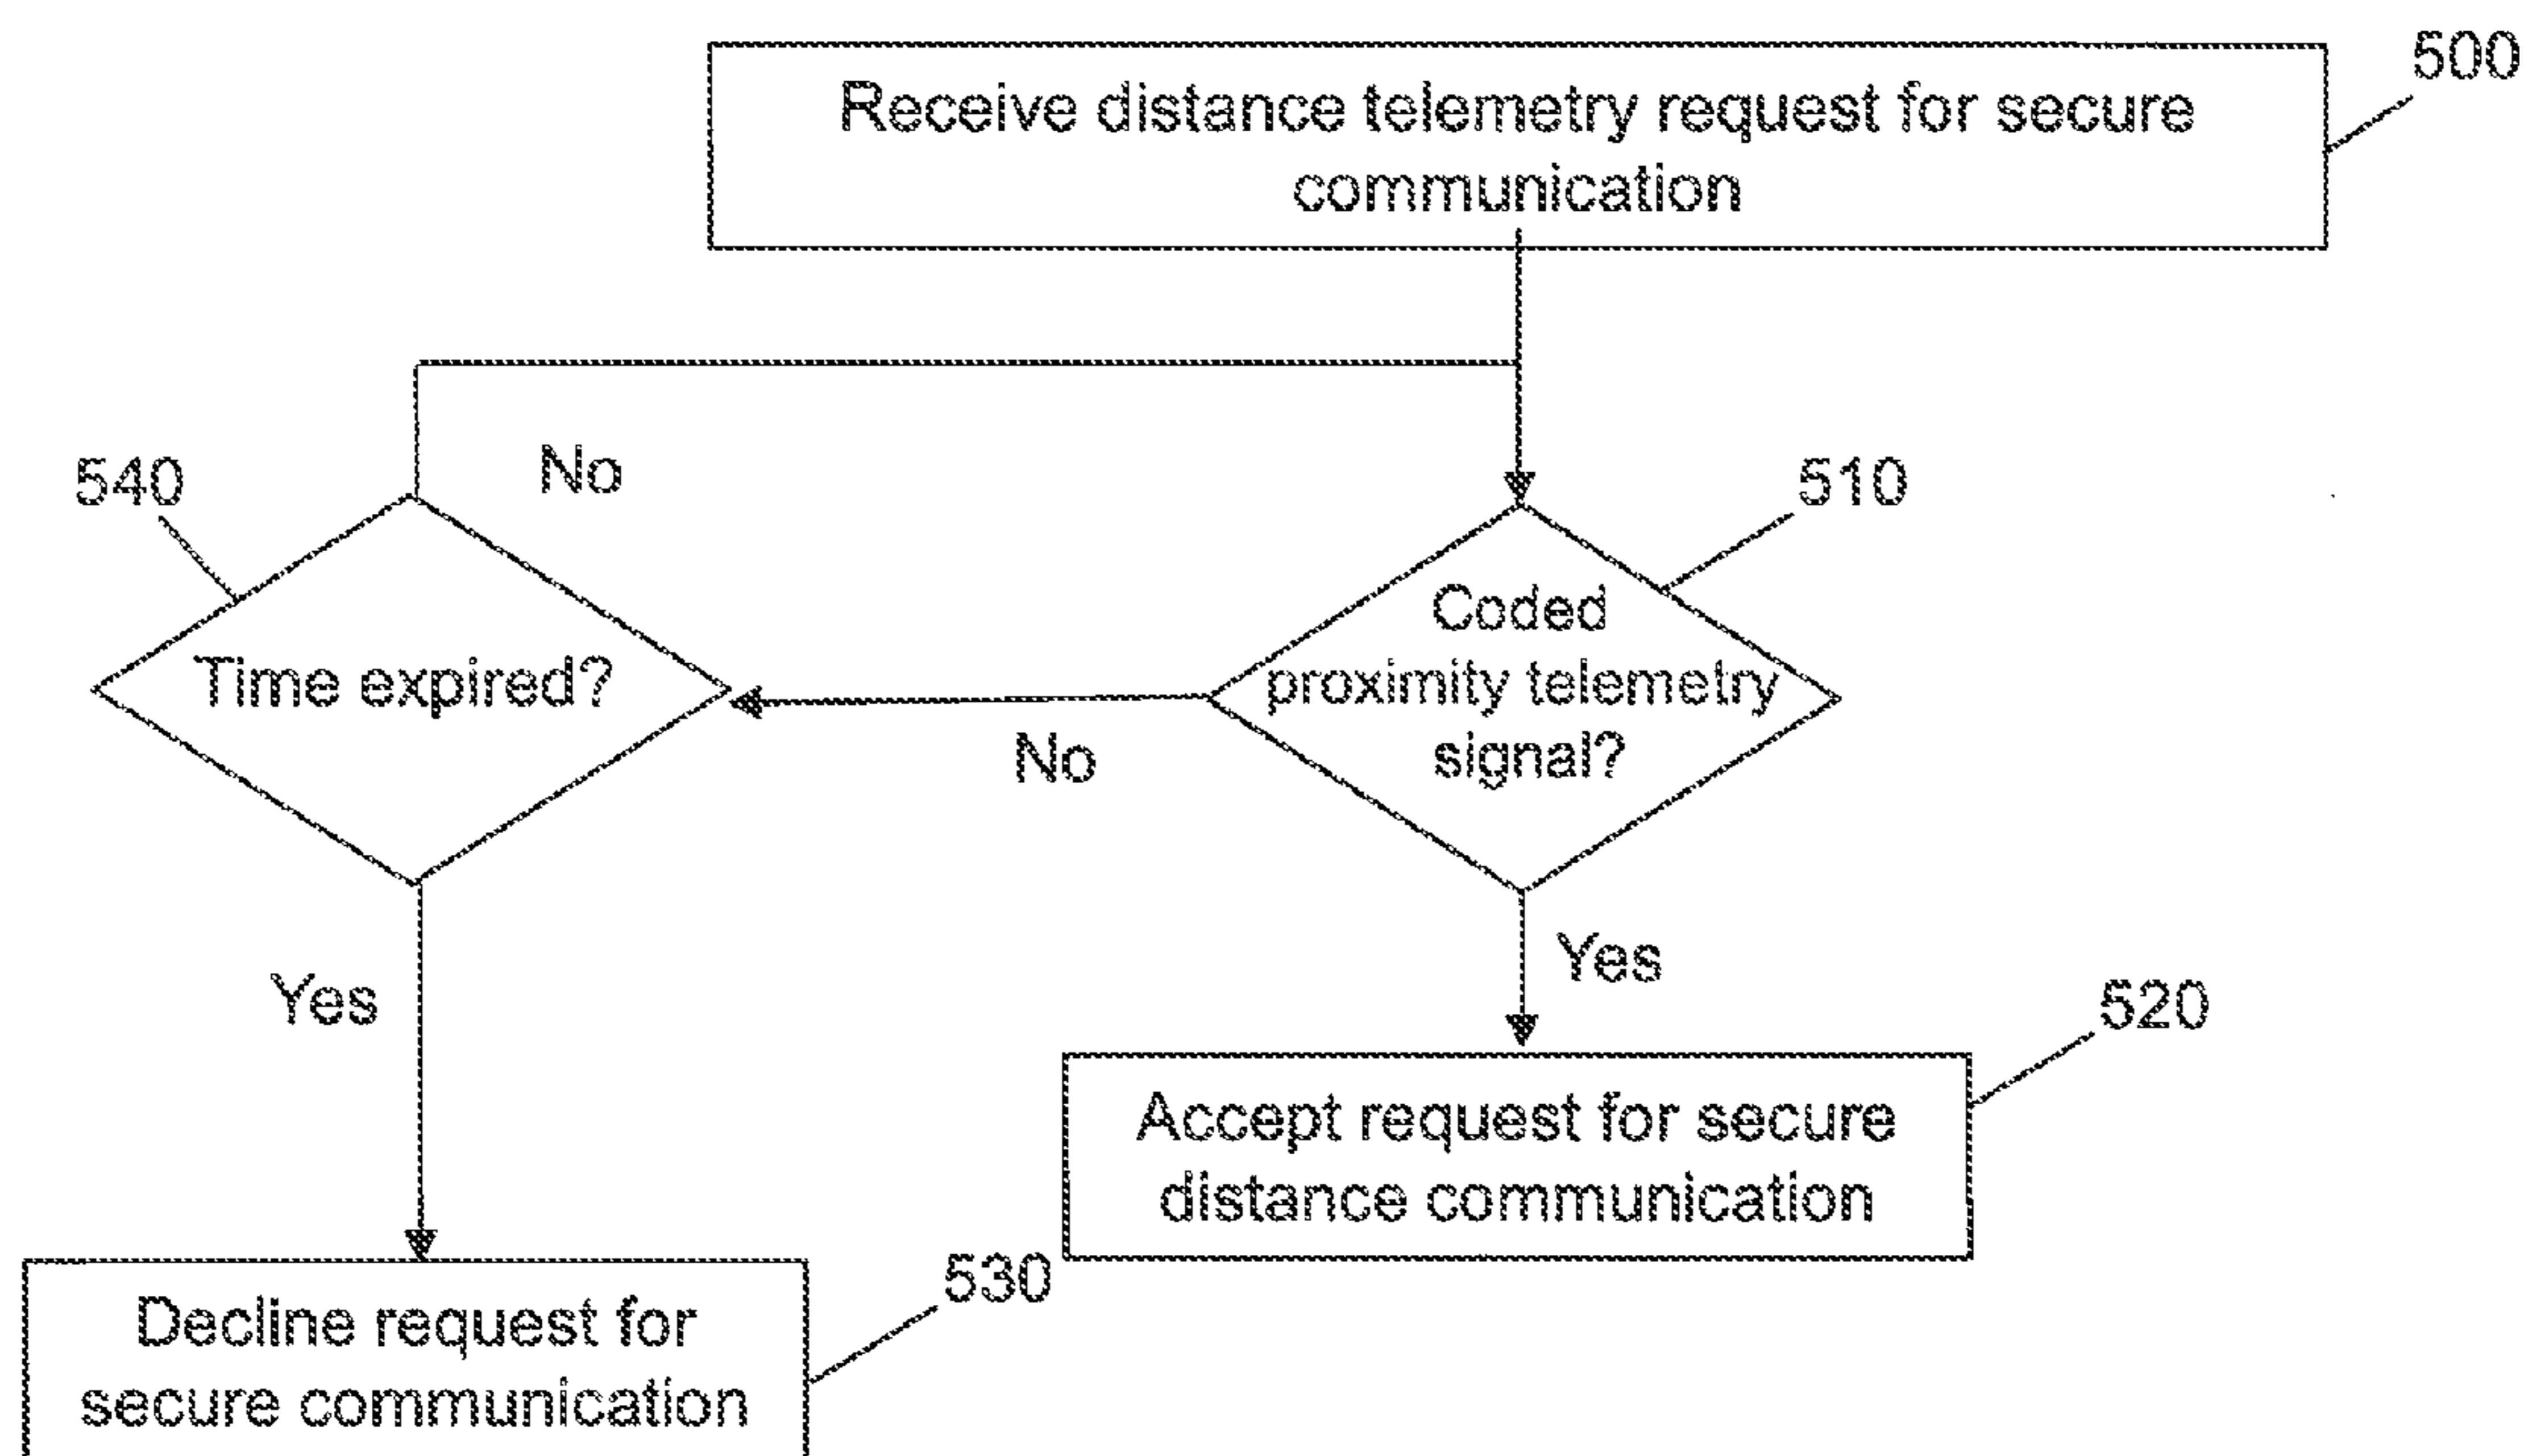 500
Receive distance telemetry request for secure
communication
No
540
510
Coded
proximity telemetry
signal?
Time expired?
No
Yes
Yes
520
Accept request for secure
distance communication
530
Decline request for
secure communication